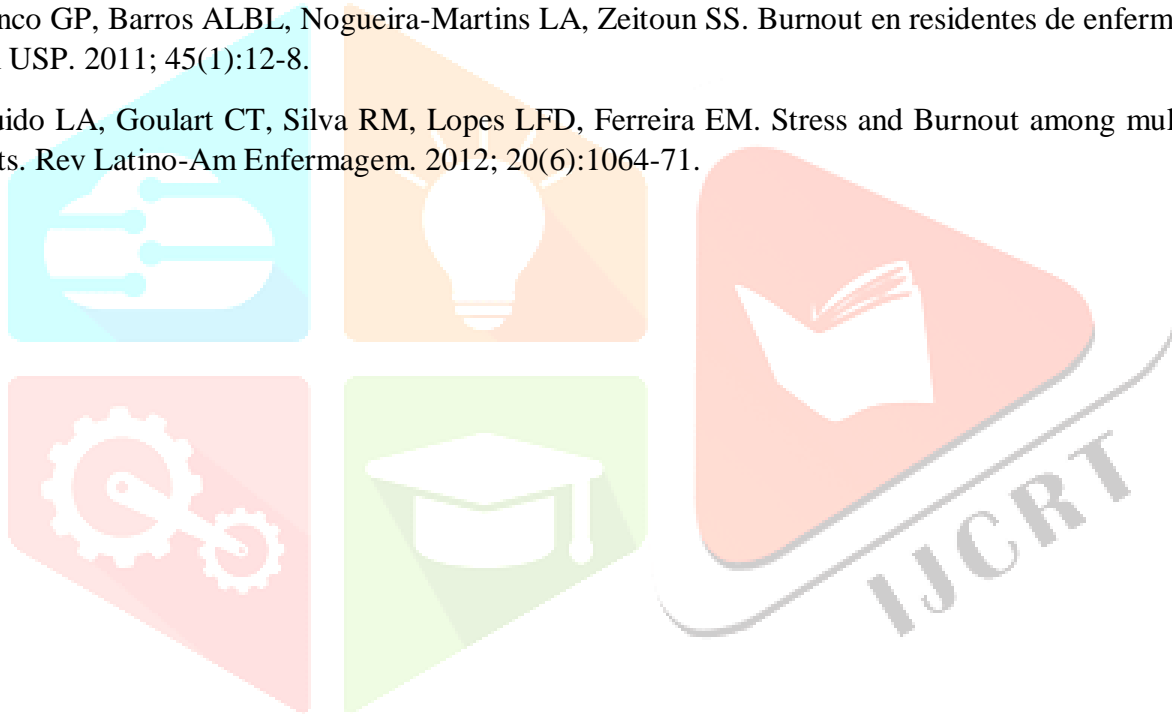 nco GP, Barros ALBL, Nogueira-Martins LA, Zeitoun SS. Burnout en residentes de enferm
USP. 2011; 45(1):12-8.
uido LA, Goulart CT, Silva RM, Lopes LFD, Ferreira EM. Stress and Burnout among mul
ts. Rev Latino-Am Enfermagem. 2012; 20(6):1064-71.
IJCRT